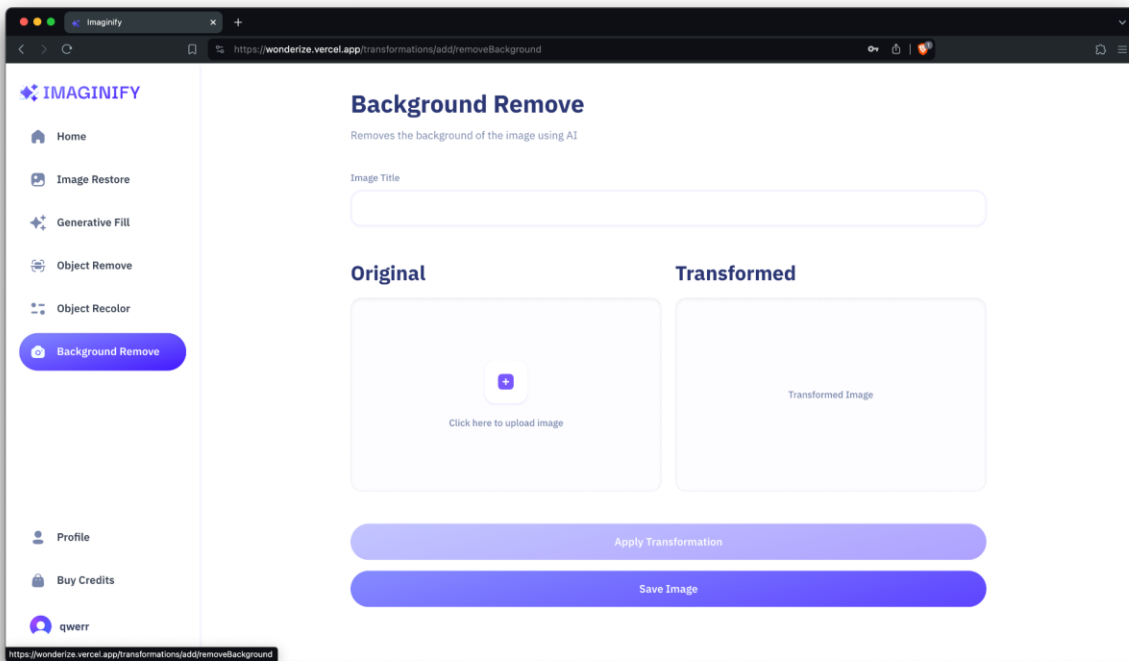 Imaginify
https://wonderize.vercel.app/transformations/add/removeBackground
1
IMAGINIFY
Home
Image Restore
Generative Fill
Object Remove
Object Recolor
Background Remove
Profile
Buy Credits
qwerr
Background Remove
Removes the background of the image using AI
Image Title
Original
Transformed
Click here to upload image
Transformed Image
Apply Transformation
Save Image
https://wonderize.vercel.app/transformations/add/removeBackground